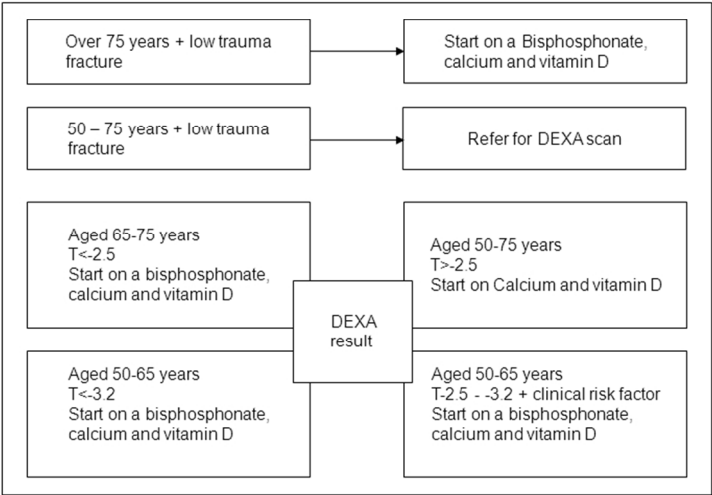 Over 75 years + low trauma
fracture
Start on a Bisphosphonate,
calcium and vitamin D
50 – 75 years + low trauma
fracture
Refer for DEXA scan
Aged 65-75 years
T<-2.5
Start on a bisphosphonate,
calcium and vitamin D
Aged 50-75 years
T>-2.5
Start on Calcium and vitamin D
DEXA
result
Aged 50-65 years
T<-3.2
Start on a bisphosphonate,
calcium and vitamin D
Aged 50-65 years
T-2.5 - -3.2 + clinical risk factor
Start on a bisphosphonate,
calcium and vitamin D